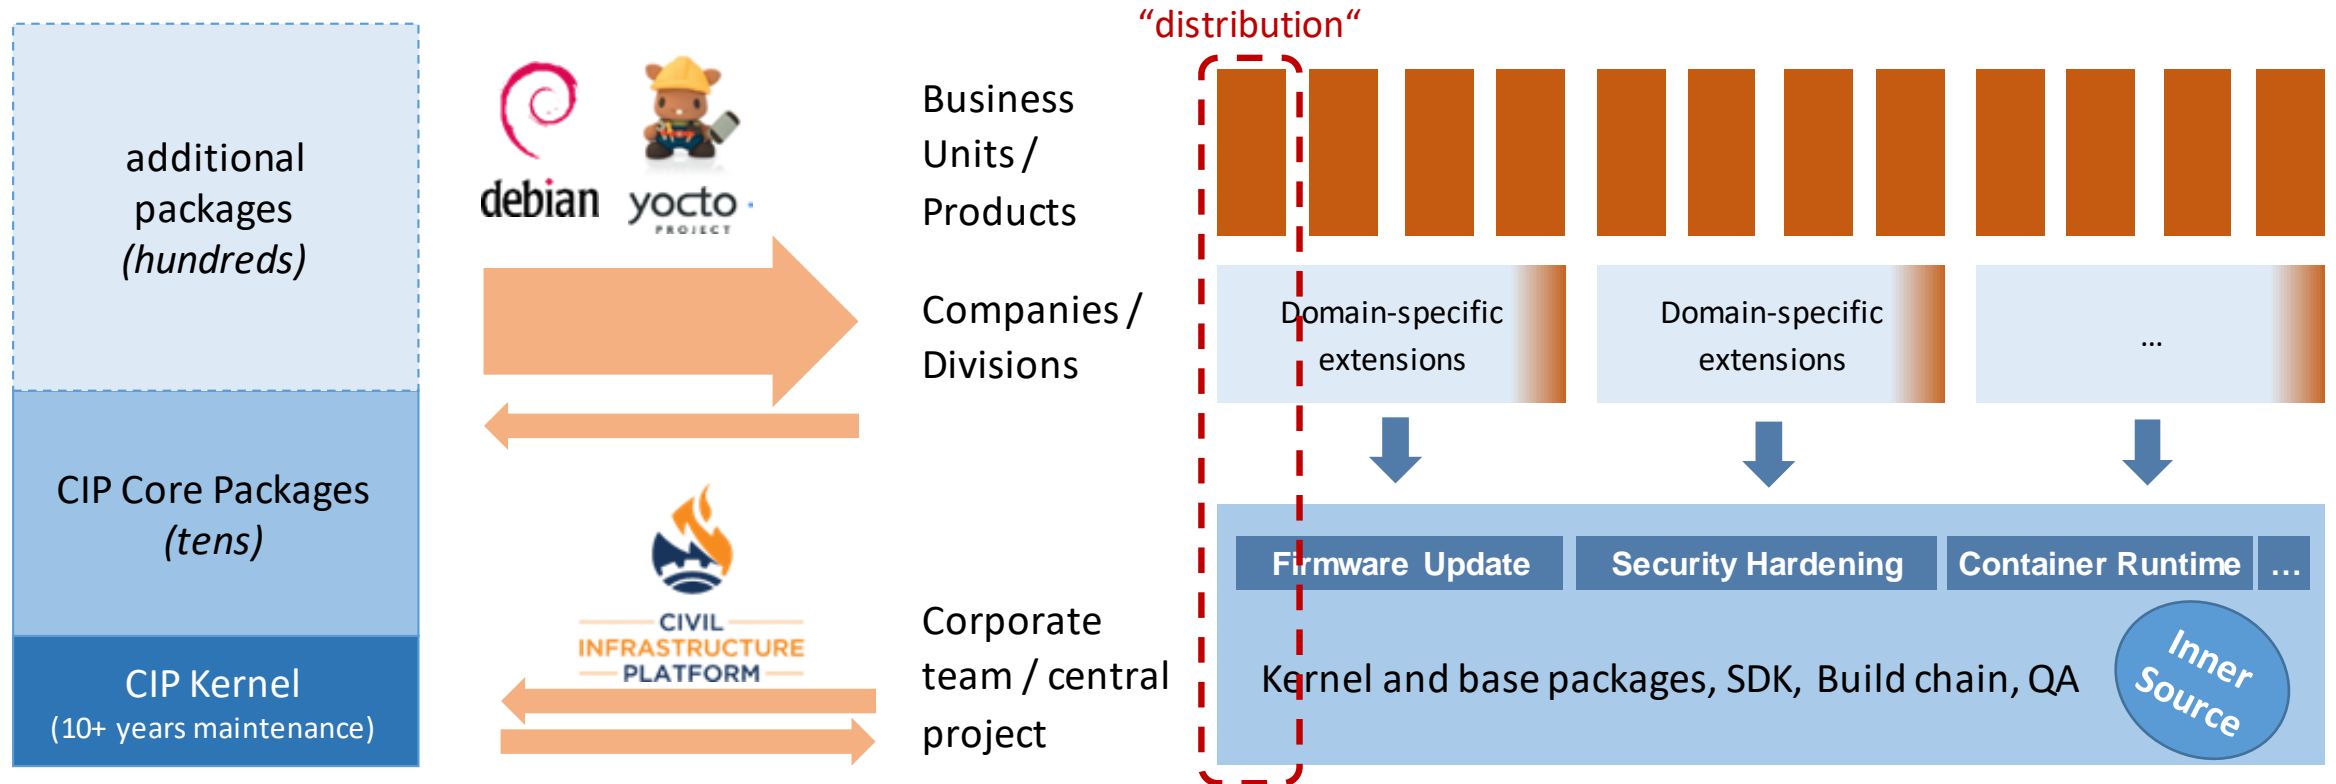 “distribution“
additional
packages
(hundreds)
CIP Core Packages
(tens)
CIP Kernel
(10+ years maintenance)
debian
yocto
PROJECT
CIVIL
INFRASTRUCTURE
PLATFORM
Business
Units /
Products
Companies /
Divisions
Corporate
team / central
project
Domain-specific
extensions
Domain-specific
extensions
...
Firmware Update
Security Hardening
Container Runtime
...
Kernel and base packages, SDK, Build chain, QA
Inner
Source